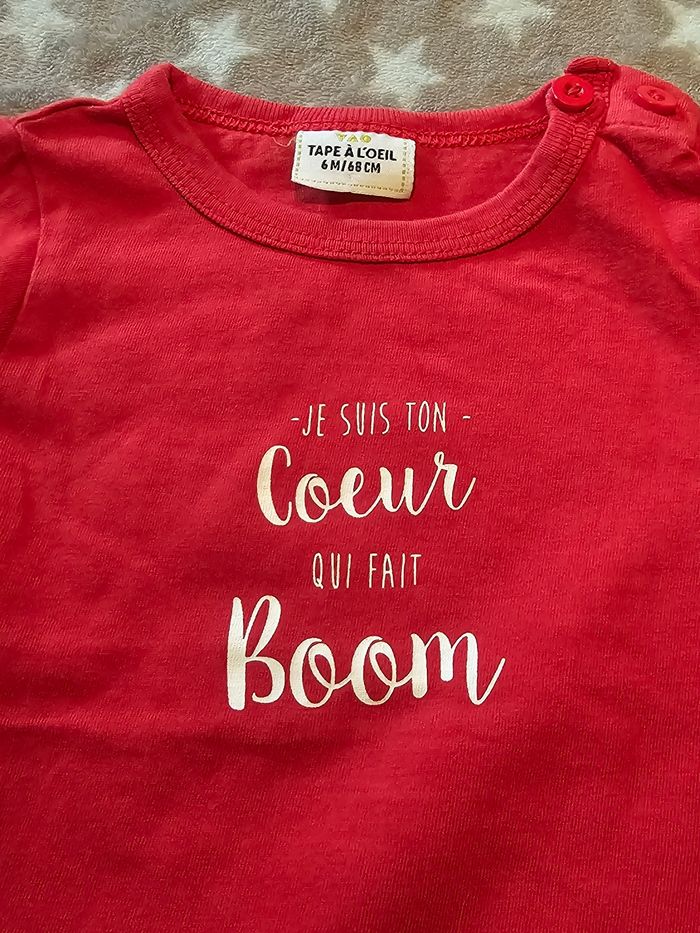 TAO
TAPE À L'OEIL
6M/68CM
-JE SUIS TON-
Coeur
QUI FAIT
Boom